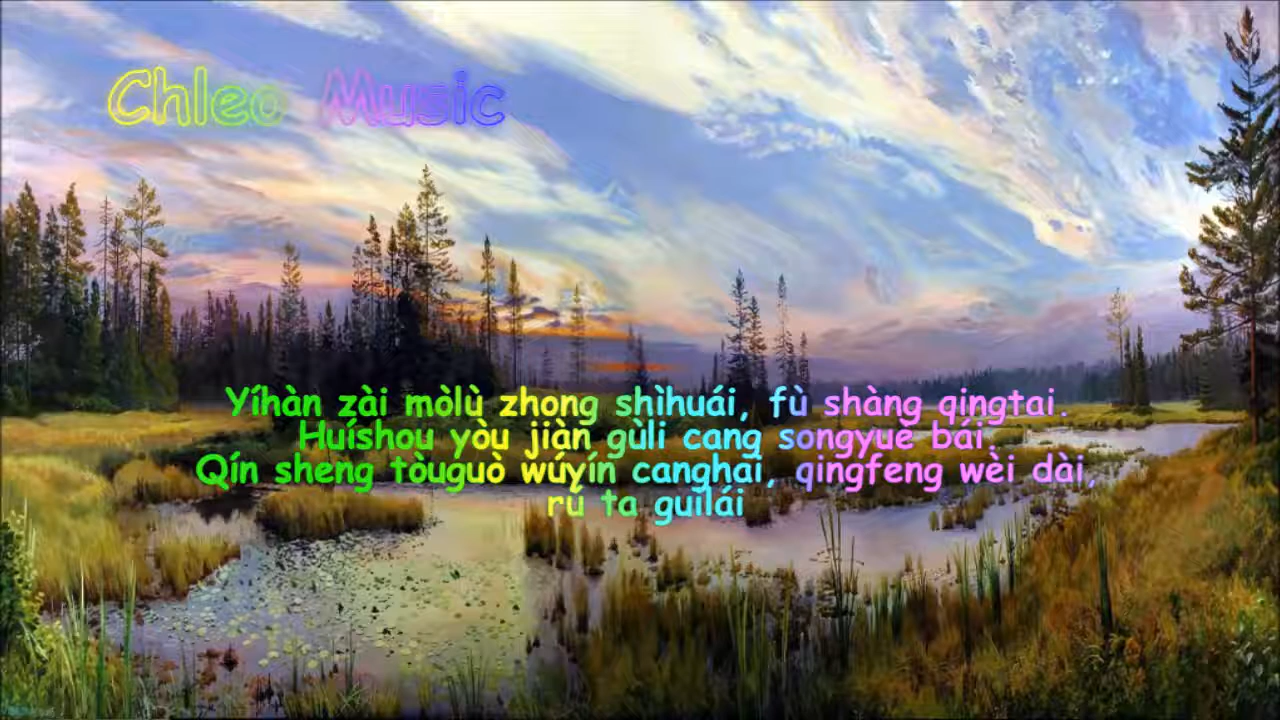 Chleo Music
Yíhàn zài mòlù zhong shìhuái, fù shàng qingtai.
Huíshou yòu jiàn gùli cang songyuè bái.
Qín sheng tòuguò wúyín canghai, qingfeng wèi dài,
rú ta guilái